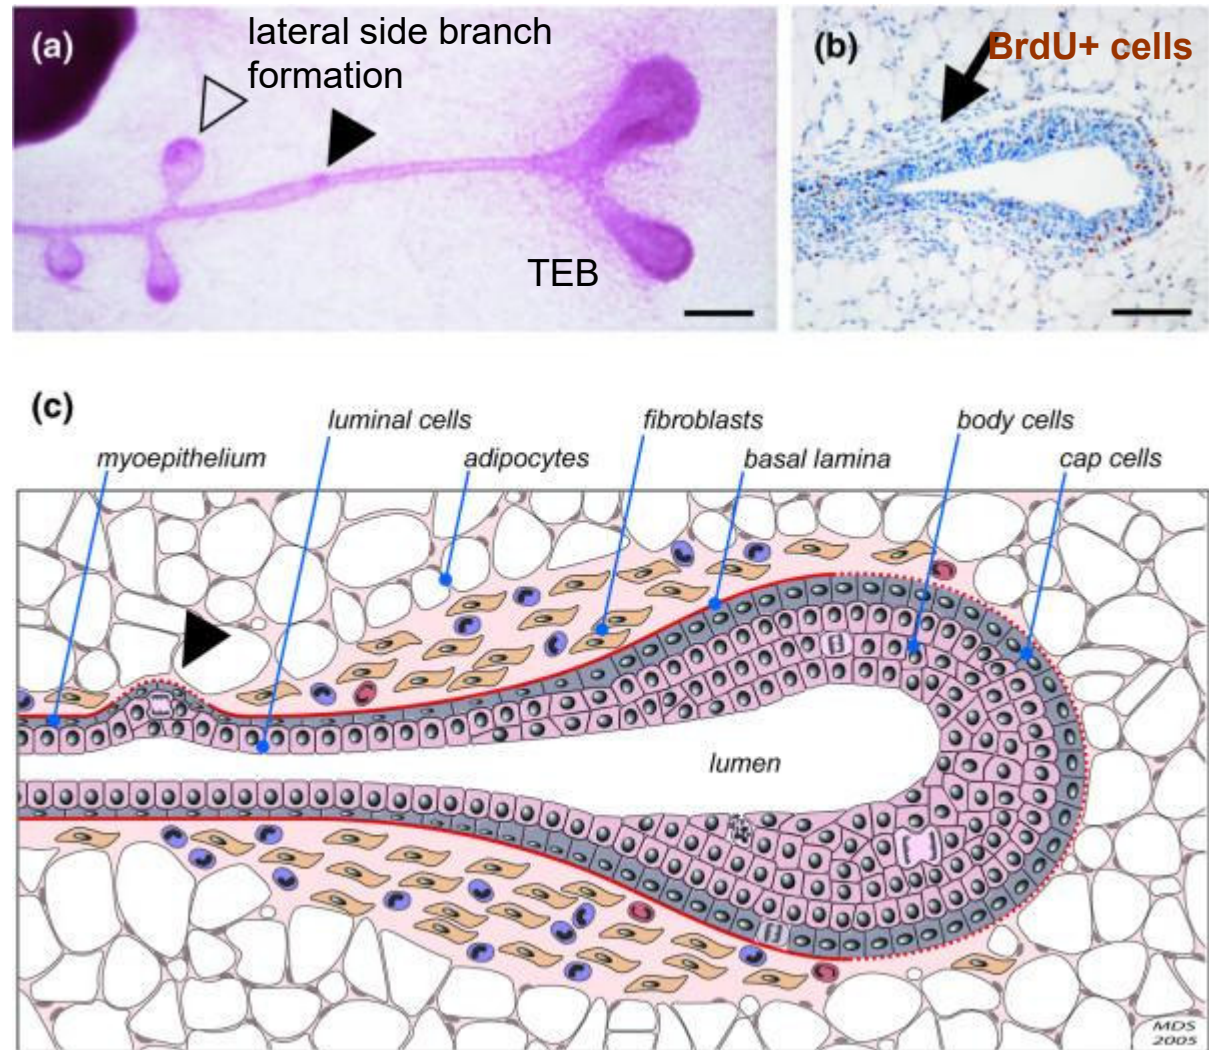 (a)
lateral side branch
formation
TEB
(b)
BrdU+ cells
(c)
luminal cells
fibroblasts
body cells
myoepithelium
adipocytes
basal lamina
cap cells
lumen
MDS
2005